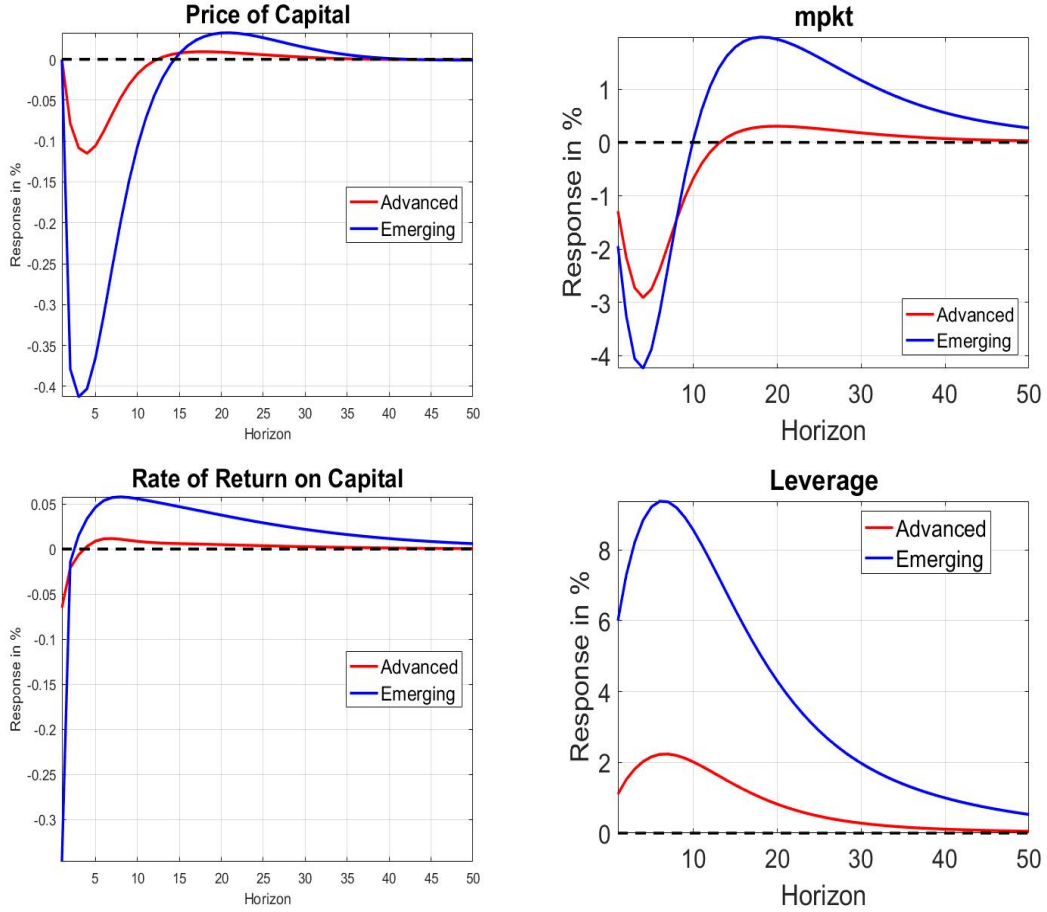 Price of Capital
0
-0.05
-0.1
-0.15
-0.2
-0.25
-0.3
-0.35
-0.4
Response in %
Advanced
Emerging
5 10 15 20 25 30 35 40 45 50
Horizon
mpkt
1
0
-1
-2
-3
-4
Response in %
Advanced
Emerging
10 20 30 40 50
Horizon
Rate of Return on Capital
0.05
0
-0.05
-0.1
-0.15
-0.2
-0.25
-0.3
Response in %
Advanced
Emerging
5 10 15 20 25 30 35 40 45 50
Horizon
Leverage
8
6
4
2
0
Response in %
Advanced
Emerging
10 20 30 40 50
Horizon